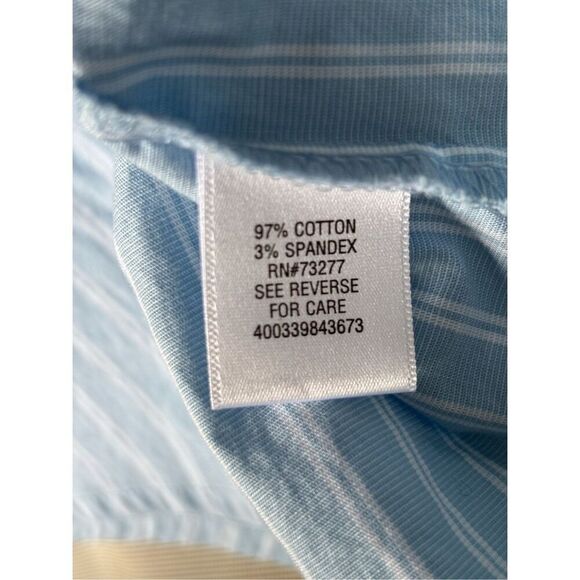 97% COTTON
3% SPANDEX
RN#73277
SEE REVERSE
FOR CARE
400339843673